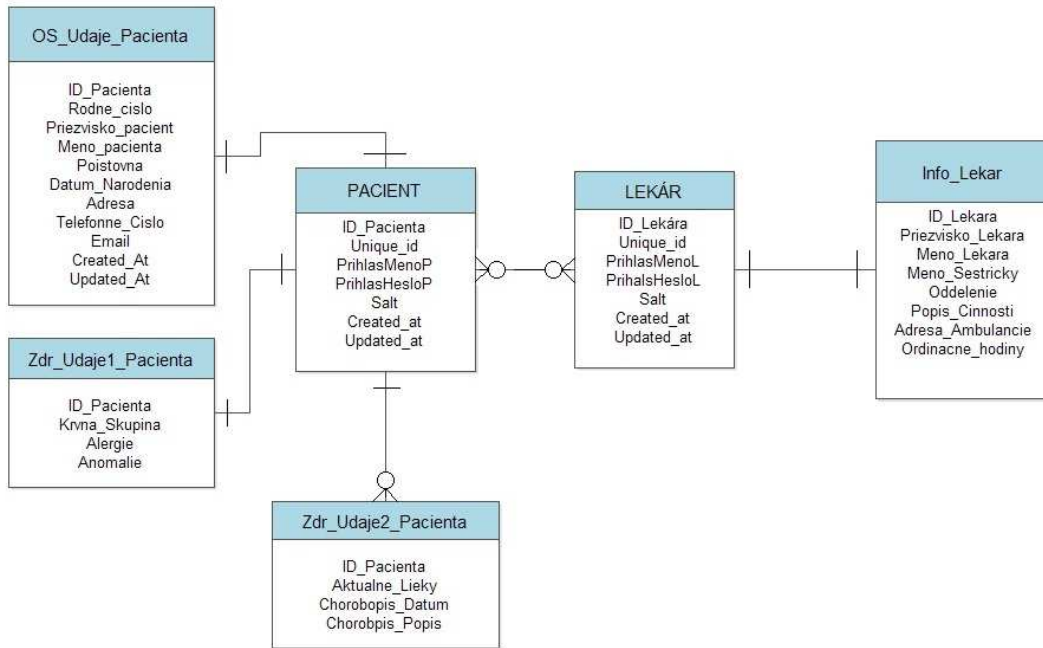 OS_Udaje_Pacienta
ID_Pacienta
Rodne_cislo
Priezvisko_pacient
Meno_pacienta
Poistovna
Datum_Narodenia
Adresa
Telefonne_Cislo
Email
Created_At
Updated_At
PACIENT
ID_Pacienta
Unique_id
PrihlasMenoP
PrihlasHesloP
Salt
Created_at
Updated_at
LEKÁR
ID_Lekára
Unique_id
PrihlasMenoL
PrihalsHesloL
Salt
Created_at
Updated_at
Info_Lekar
ID_Lekara
Priezvisko_Lekara
Meno_Lekara
Meno_Sestricky
Oddelenie
Popis_Cinnosti
Adresa_Ambulancie
Ordinacne_hodiny
Zdr_Udaje1_Pacienta
ID_Pacienta
Krvna_Skupina
Alergie
Anomalie
Zdr_Udaje2_Pacienta
ID_Pacienta
Aktualne_Lieky
Chorobopis_Datum
Chorobpis_Popis